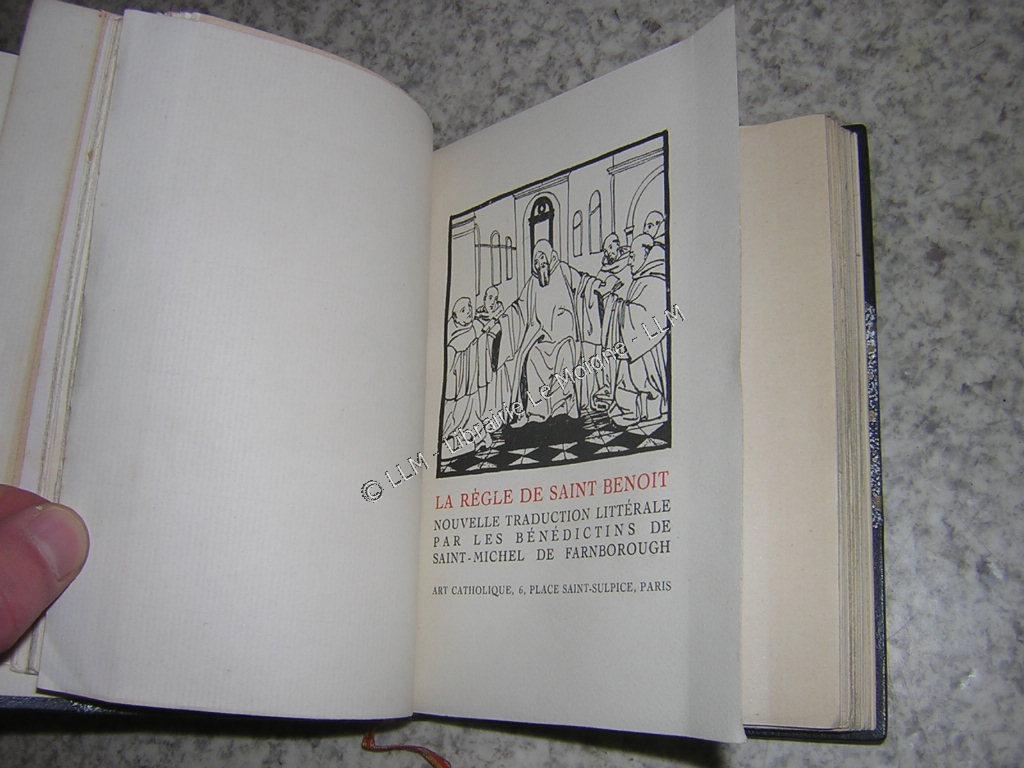 © LLM - Librairie Le Moine - LLM
LA RÈGLE DE SAINT BENOIT
NOUVELLE TRADUCTION LITTÉRALE
PAR LES BÉNÉDICTINS DE
SAINT-MICHEL DE FARNBOROUGH
ART CATHOLIQUE, 6, PLACE SAINT-SULPICE, PARIS